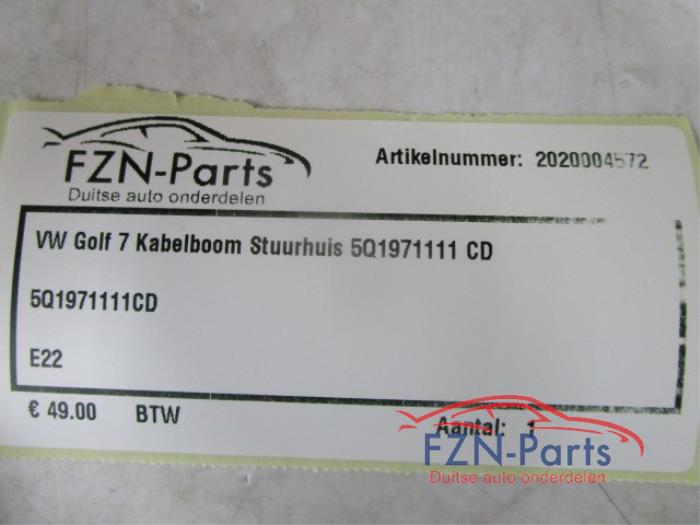 FZN-Parts
Duitse auto onderdelen
Artikelnummer: 2020004572
VW Golf 7 Kabelboom Stuurhuis 5Q1971111 CD
5Q1971111CD
E22
€ 49.00 BTW
Aantal: 1
FZN-Parts
Duitse auto onderdelen